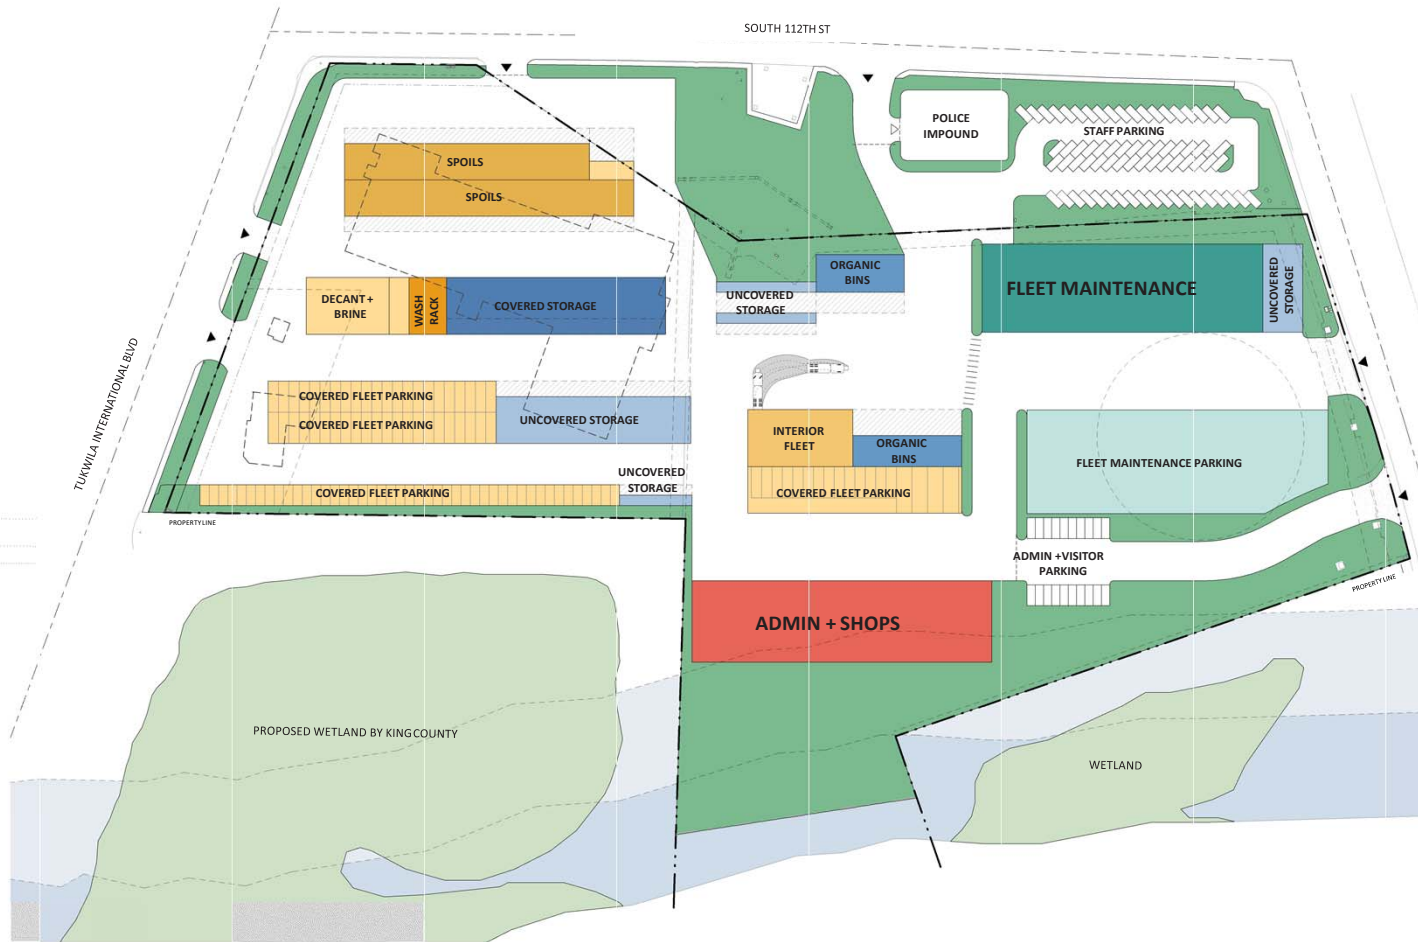 SOUTH 112TH ST
POLICE
IMPOUND
STAFF PARKING
SPOILS
SPOILS
ORGANIC
BINS
UNCOVERED
STORAGE
FLEET MAINTENANCE
UNCOVERED
STORAGE
DECANT +
BRINE
WASH
RACK
COVERED STORAGE
TUKWILA INTERNATIONAL BLVD
COVERED FLEET PARKING
COVERED FLEET PARKING
UNCOVERED STORAGE
INTERIOR
FLEET
ORGANIC
BINS
FLEET MAINTENANCE PARKING
UNCOVERED
STORAGE
COVERED FLEET PARKING
COVERED FLEET PARKING
PROPERTY LINE
ADMIN +VISITOR
PARKING
PROPERTY LINE
ADMIN + SHOPS
PROPOSED WETLAND BY KING COUNTY
WETLAND